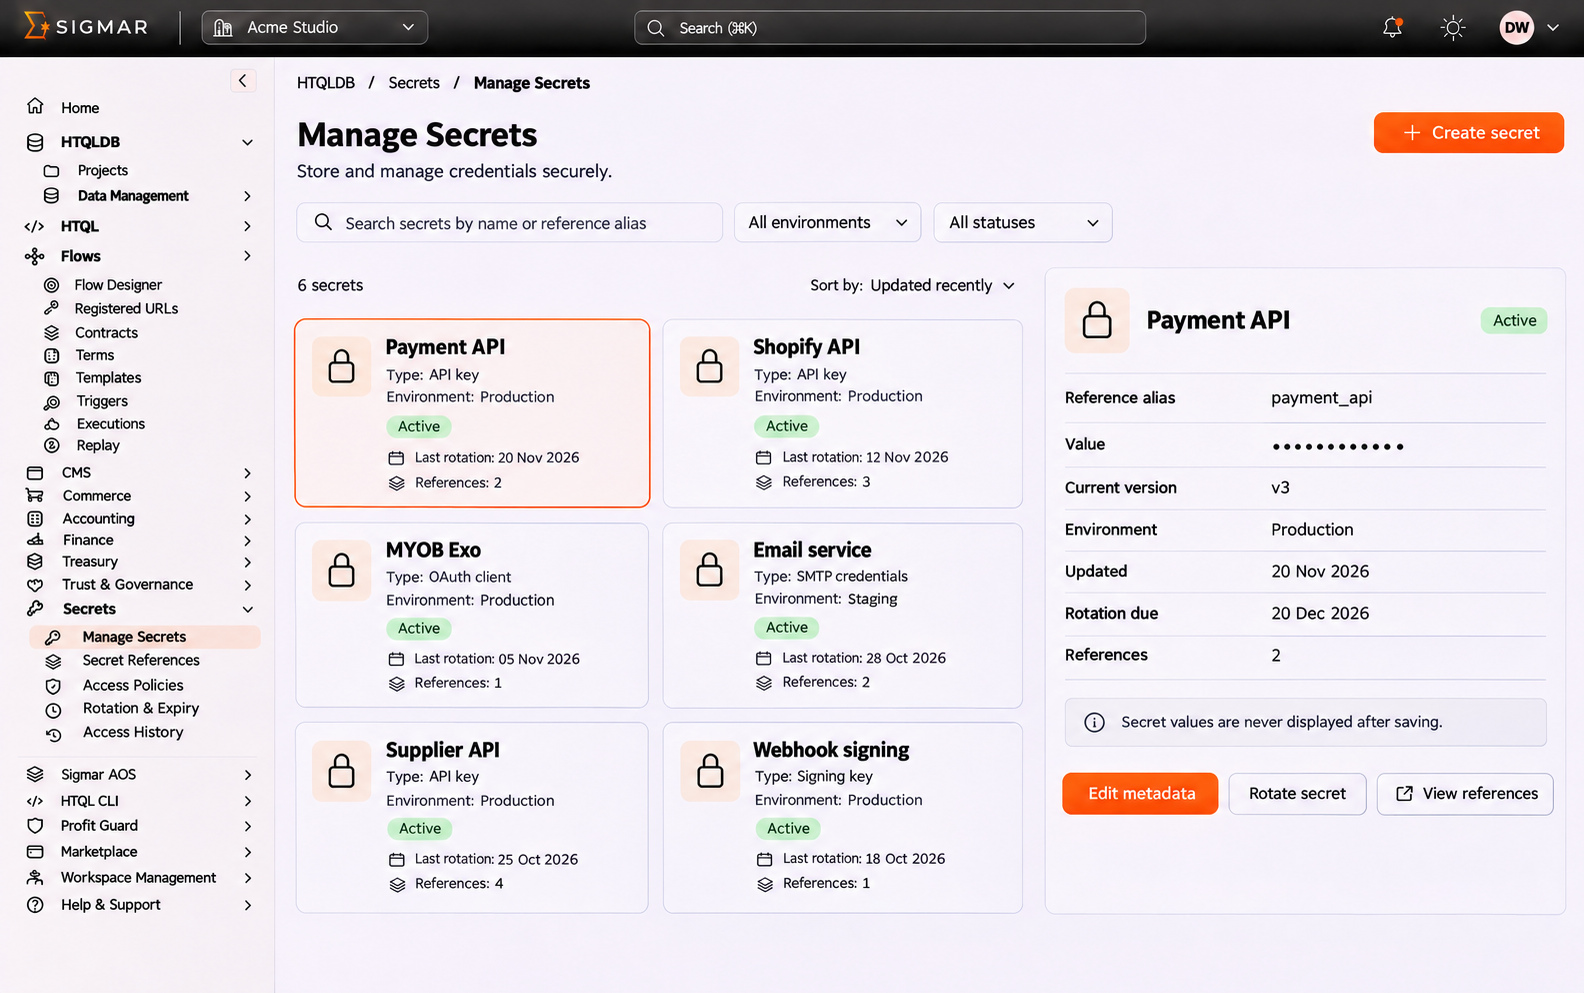 SIGMAR
Acme Studio
Search (⌘K)
DW
Home
HTQLDB
Projects
Data Management
HTQL
Flows
Flow Designer
Registered URLs
Contracts
Terms
Templates
Triggers
Executions
Replay
CMS
Commerce
Accounting
Finance
Treasury
Trust & Governance
Secrets
Manage Secrets
Secret References
Access Policies
Rotation & Expiry
Access History
Sigmar AOS
HTQL CLI
Profit Guard
Marketplace
Workspace Management
Help & Support
HTQLDB / Secrets / Manage Secrets
Manage Secrets
Store and manage credentials securely.
+ Create secret
Search secrets by name or reference alias
All environments
All statuses
6 secrets
Sort by: Updated recently
Payment API
Type: API key
Environment: Production
Active
Last rotation: 20 Nov 2026
References: 2
Shopify API
Type: API key
Environment: Production
Active
Last rotation: 12 Nov 2026
References: 3
MYOB Exo
Type: OAuth client
Environment: Production
Active
Last rotation: 05 Nov 2026
References: 1
Email service
Type: SMTP credentials
Environment: Staging
Active
Last rotation: 28 Oct 2026
References: 2
Supplier API
Type: API key
Environment: Production
Active
Last rotation: 25 Oct 2026
References: 4
Webhook signing
Type: Signing key
Environment: Production
Active
Last rotation: 18 Oct 2026
References: 1
Payment API
Active
Reference alias payment_api
Value ••••••••••••
Current version v3
Environment Production
Updated 20 Nov 2026
Rotation due 20 Dec 2026
References 2
Secret values are never displayed after saving.
Edit metadata
Rotate secret
View references